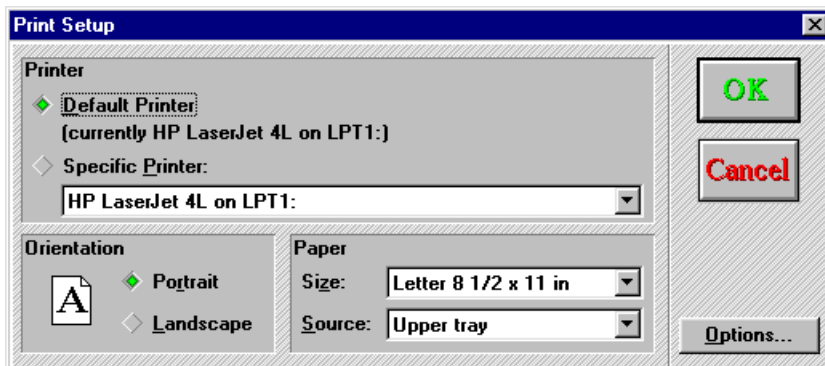 Print Setup
Printer
Default Printer
(currently HP LaserJet 4L on LPT1:)
Specific Printer:
HP LaserJet 4L on LPT1:
Orientation
A
Portrait
Landscape
Paper
Size: Letter 8 1/2 x 11 in
Source: Upper tray
OK
Cancel
Options...